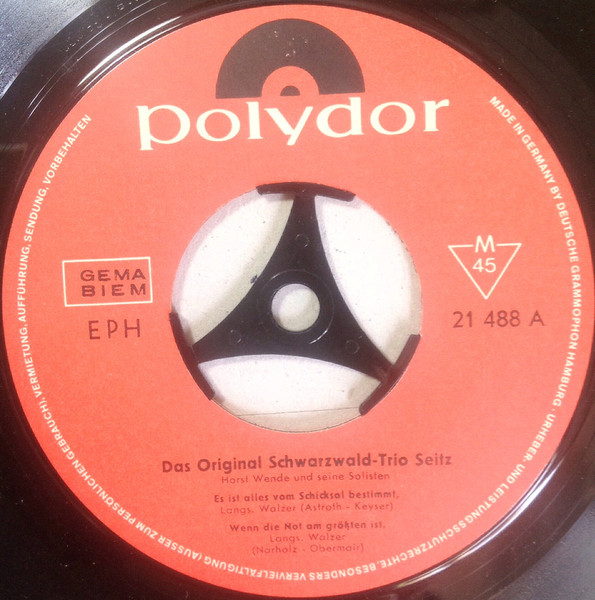 polydor
GEMA
BIEM
EPH
M
45
21 488 A
Das Original Schwarzwald-Trio Seitz
Horst Wende und seine Solisten
Es ist alles vom Schicksal bestimmt,
Langs. Walzer (Astroth - Keyser)
Wenn die Not am größten ist,
Langs. Walzer
(Norholz - Obermair)
MADE IN GERMANY BY DEUTSCHE GRAMMOPHON HAMBURG · URHEBER- UND LEISTUNGSSCHUTZRECHTE, BESONDERS VERVIELFÄLTIGUNG (AUSSER ZUM PERSÖNLICHEN GEBRAUCH), VERMIETUNG, AUFFÜHRUNG, SENDUNG, VORBEHALTEN